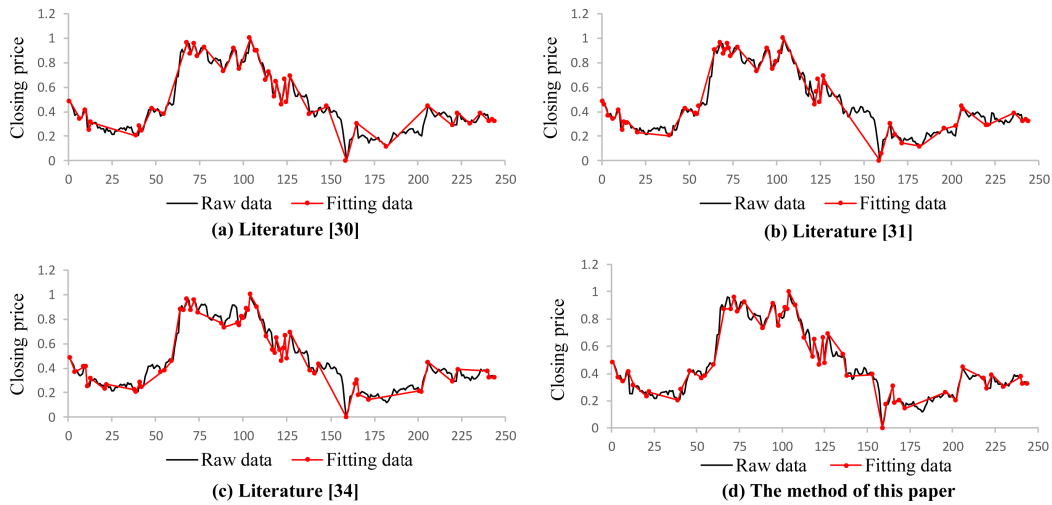 Closing price
1.2
1
0.8
0.6
0.4
0.2
0
0 25 50 75 100 125 150 175 200 225 250
Raw data Fitting data
(a) Literature [30]
Closing price
1.2
1
0.8
0.6
0.4
0.2
0
0 25 50 75 100 125 150 175 200 225 250
Raw data Fitting data
(b) Literature [31]
Closing price
1.2
1
0.8
0.6
0.4
0.2
0
0 25 50 75 100 125 150 175 200 225 250
Raw data Fitting data
(c) Literature [34]
Closing price
1.2
1
0.8
0.6
0.4
0.2
0
0 25 50 75 100 125 150 175 200 225 250
Raw data Fitting data
(d) The method of this paper